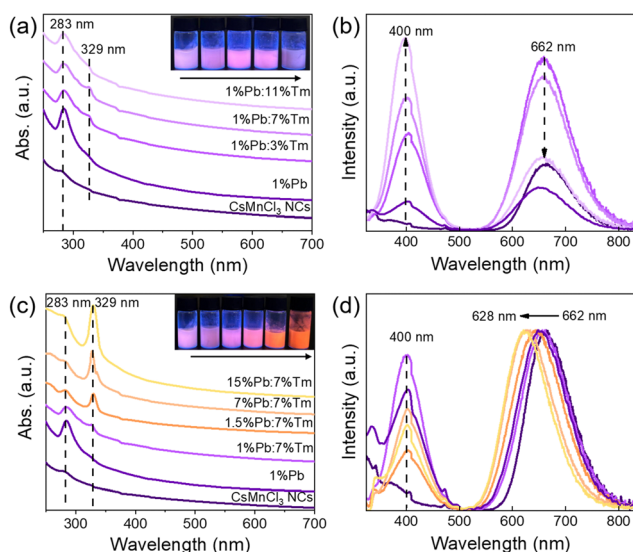 (a)
283 nm
329 nm
1%Pb:11%Tm
1%Pb:7%Tm
1%Pb:3%Tm
1%Pb
CsMnCl₃ NCs
Abs. (a.u.)
300 400 500 600 700
Wavelength (nm)
(b)
400 nm
662 nm
Intensity (a.u.)
400 500 600 700 800
Wavelength (nm)
(c)
283 nm 329 nm
15%Pb:7%Tm
7%Pb:7%Tm
1.5%Pb:7%Tm
1%Pb:7%Tm
1%Pb
CsMnCl₃ NCs
Abs. (a.u.)
300 400 500 600 700
Wavelength (nm)
(d)
628 nm 662 nm
400 nm
Intensity (a.u.)
400 500 600 700 800
Wavelength (nm)